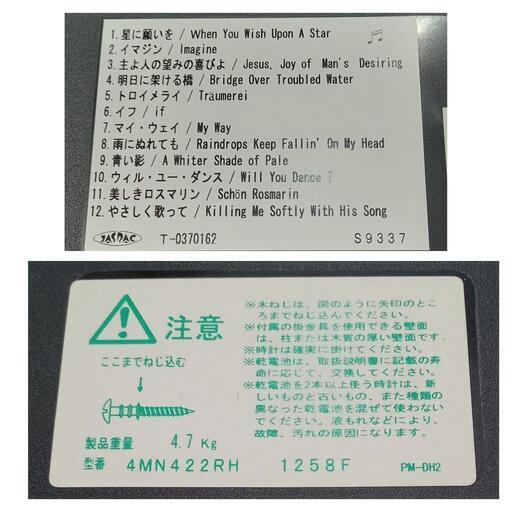 1. 星に願いを / When You Wish Upon A Star
2. イマジン / Imagine
3. 主よ人の望みの喜びよ / Jesus, Joy of Man's Desiring
4. 明日に架ける橋 / Bridge Over Troubled Water
5. トロイメライ / Träumerei
6. イフ / if
7. マイ・ウェイ / My Way
8. 雨にぬれても / Raindrops Keep Fallin' On My Head
9. 青い影 / A Whiter Shade of Pale
10. ウィル・ユー・ダンス / Will You Dance ?
11. 美しきロスマリン / Schön Rosmarin
12. やさしく歌って / Killing Me Softly With His Song
JASRAC T-0370162 S9337
注意
ここまでねじ込む
※木ねじは、図のように矢印のとこ
ろまでねじ込んでください。
※付属の掛金具を使用できる壁面
は、柱または木質の厚い壁面です。
※時計は確実に掛けてください。
※乾電池は、取扱説明書に記載の寿
命に応じて、交換してください。
※乾電池を2本以上使う時計は、新
しいものと古いもの、また種類の
異なった乾電池を混ぜて使わない
でください。液もれなどにより、
故障、汚れの原因になります。
製品重量 4.7 Kg
型番 4MN422RH 1258F PM-DH2